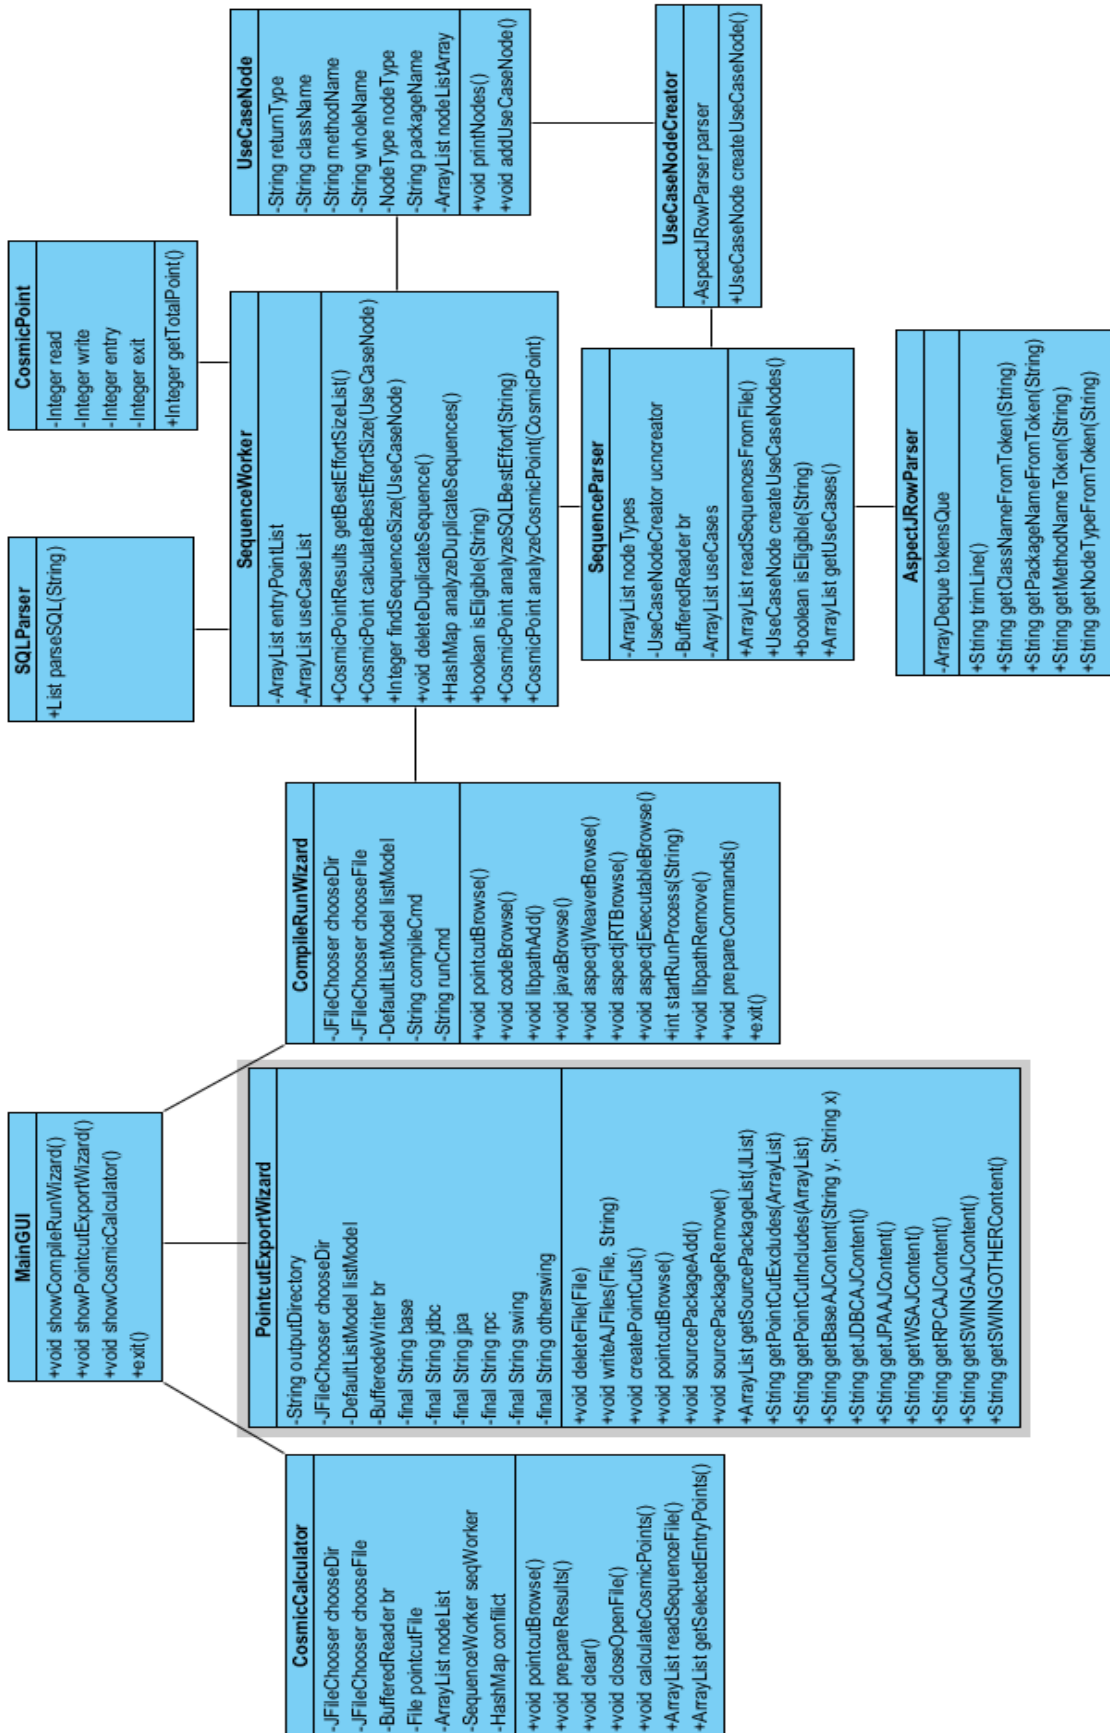 MainGUI
+void showCompileRunWizard()
+void showPointcutExportWizard()
+void showCosmicCalculator()
+exit()
SQLParser
+List parseSQL(String)
CosmicPoint
-Integer read
-Integer write
-Integer entry
-Integer exit
+Integer getTotalPoint()
CosmicCalculator
-JFileChooser chooseDir
-JFileChooser chooseFile
-BufferedReader br
-File pointcutFile
-ArrayList nodeList
-SequenceWorker seqWorker
-HashMap confilict
+void pointcutBrowse()
+void prepareResults()
+void clear()
+void closeOpenFile()
+void calculateCosmicPoints()
+ArrayList readSequenceFile()
+ArrayList getSelectedEntryPoints()
PointcutExportWizard
-String outputDirectory
-JFileChooser chooseDir
-DefaultListModel listModel
-BufferedeWriter br
-final String base
-final String jdbc
-final String jpa
-final String rpc
-final String swing
-final String otherswing
+void deleteFile(File)
+void writeAJFiles(File, String)
+void createPointCuts()
+void pointcutBrowse()
+void sourcePackageAdd()
+void sourcePackageRemove()
+ArrayList getSourcePackageList(JList)
+String getPointCutExcludes(ArrayList)
+String getPointCutIncludes(ArrayList)
+String getBaseAJContent(String y, String x)
+String getJDBCAJContent()
+String getJPAAJContent()
+String getWSAJContent()
+String getRPCAJContent()
+String getSWINGAJContent()
+String getSWINGOTHERContent()
CompileRunWizard
-JFileChooser chooseDir
-JFileChooser chooseFile
-DefaultListModel listModel
-String compileCmd
-String runCmd
+void pointcutBrowse()
+void codeBrowse()
+void libpathAdd()
+void javaBrowse()
+void aspectjWeaverBrowse()
+void aspectjRTBrowse()
+void aspectjExecutableBrowse()
+int startRunProcess(String)
+void libpathRemove()
+void prepareCommands()
+exit()
SequenceWorker
-ArrayList entryPointList
-ArrayList useCaseList
+CosmicPointResults getBestEffortSizeList()
+CosmicPoint calculateBestEffortSize(UseCaseNode)
+Integer findSequenceSize(UseCaseNode)
+void deleteDuplicateSequence()
+HashMap analyzeDuplicateSequences()
+boolean isEligible(String)
+CosmicPoint analyzeSQLBestEffort(String)
+CosmicPoint analyzeCosmicPoint(CosmicPoint)
UseCaseNode
-String returnType
-String className
-String methodName
-String wholeName
-NodeType nodeType
-String packageName
-ArrayList nodeListArray
+void printNodes()
+void addUseCaseNode()
SequenceParser
-ArrayList nodeTypes
-UseCaseNodeCreator ucncreator
-BufferedReader br
-ArrayList useCases
+ArrayList readSequencesFromFile()
+UseCaseNode createUseCaseNodes()
+boolean isEligible(String)
+ArrayList getUseCases()
UseCaseNodeCreator
-AspectJRowParser parser
+UseCaseNode createUseCaseNode()
AspectJRowParser
-ArrayDeque tokensQue
+String trimLine()
+String getClassNameFromToken(String)
+String getPackageNameFromToken(String)
+String getMethodNameToken(String)
+String getNodeTypeFromToken(String)